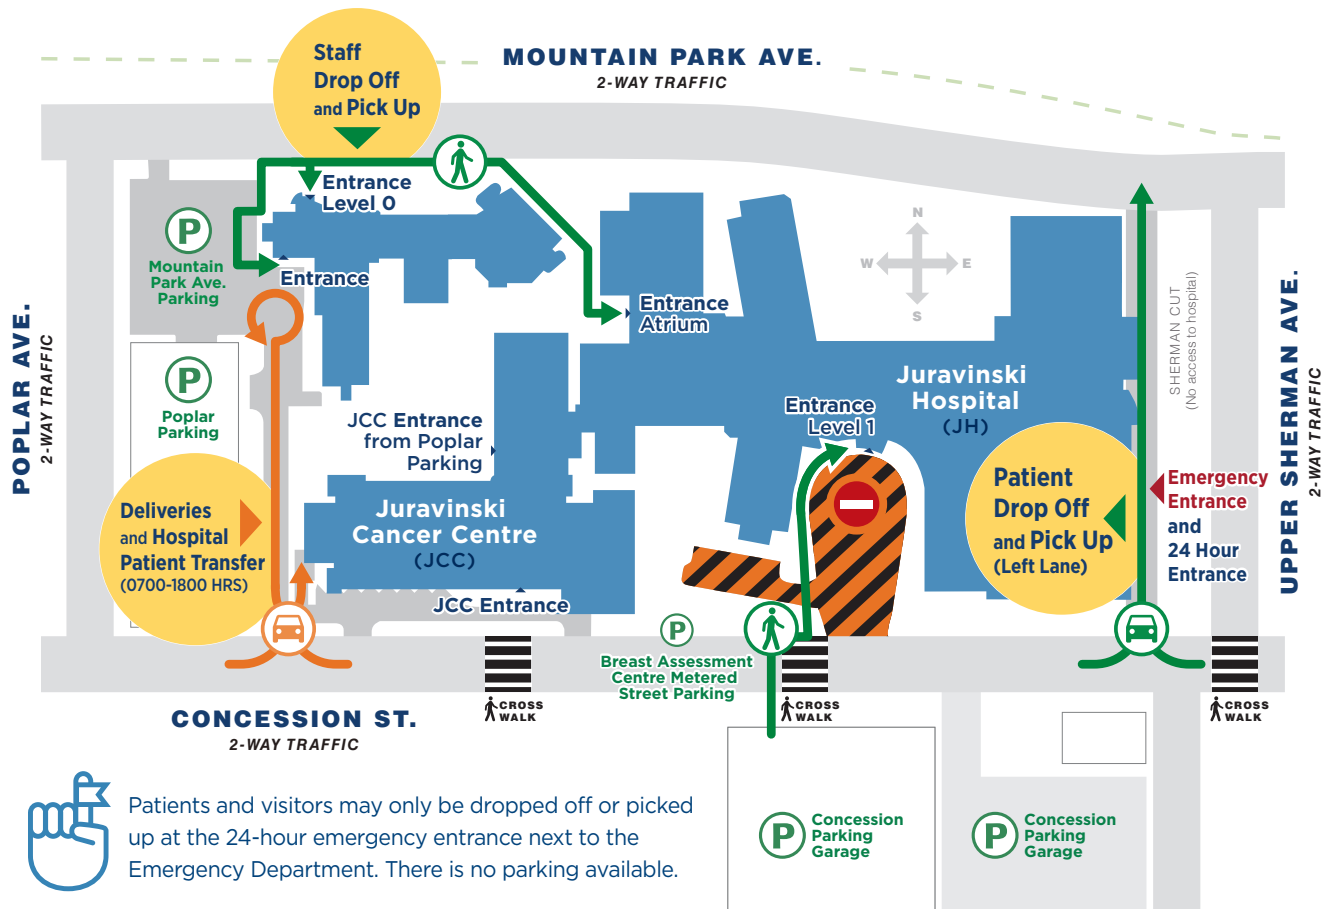 Staff
Drop Off
and Pick Up
MOUNTAIN PARK AVE.
2-WAY TRAFFIC
Entrance
Level 0
P
Mountain
Park Ave.
Parking
Entrance
Entrance
Atrium
N
W
E
S
SHERMAN CUT
(No access to hospital)
POPLAR AVE.
2-WAY TRAFFIC
UPPER SHERMAN AVE.
2-WAY TRAFFIC
P
Poplar
Parking
JCC Entrance
from Poplar
Parking
Juravinski
Hospital
(JH)
Entrance
Level 1
Deliveries
and Hospital
Patient Transfer
(0700-1800 HRS)
Juravinski
Cancer Centre
(JCC)
JCC Entrance
Patient
Drop Off
and Pick Up
(Left Lane)
Emergency
Entrance
and
24 Hour
Entrance
P
Breast Assessment
Centre Metered
Street Parking
CROSS
WALK
CROSS
WALK
CROSS
WALK
CONCESSION ST.
2-WAY TRAFFIC
Patients and visitors may only be dropped off or picked
up at the 24-hour emergency entrance next to the
Emergency Department. There is no parking available.
P
Concession
Parking
Garage
P
Concession
Parking
Garage